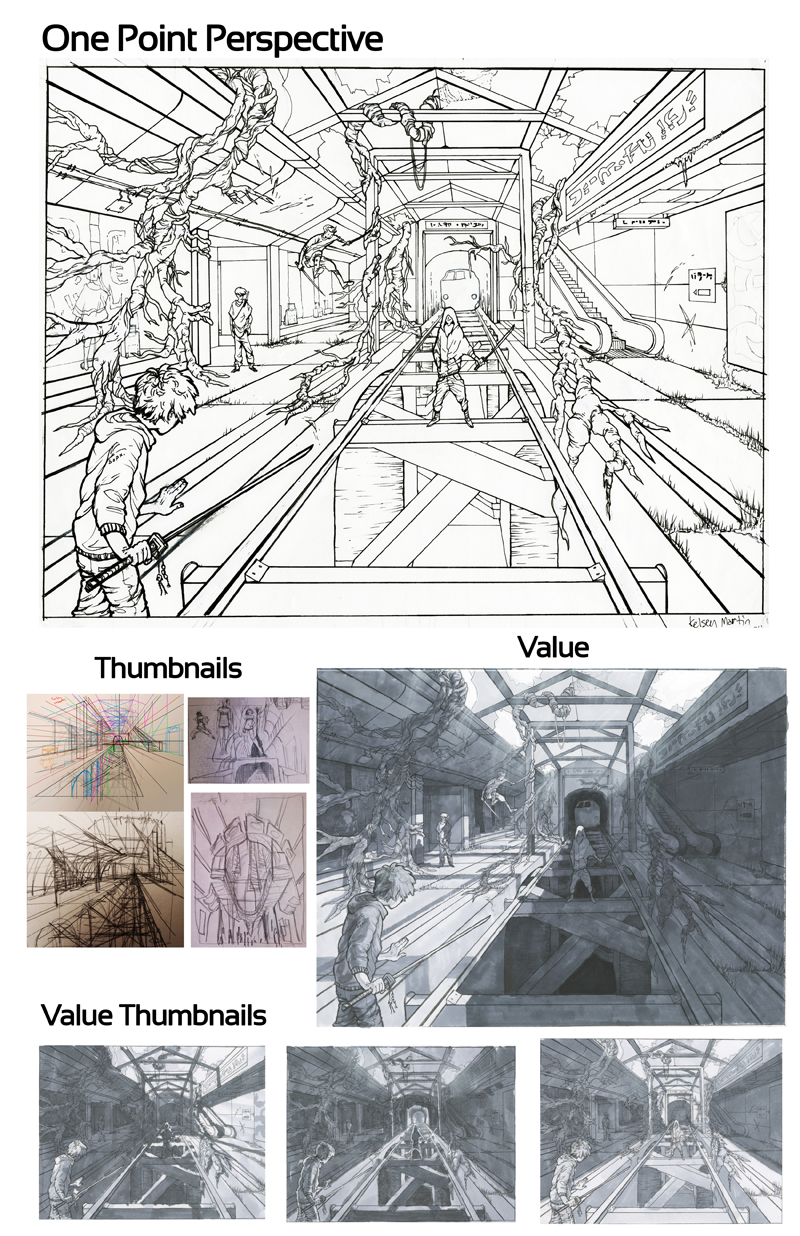 One Point Perspective
Kelsey Martin
Thumbnails
Value
Value Thumbnails